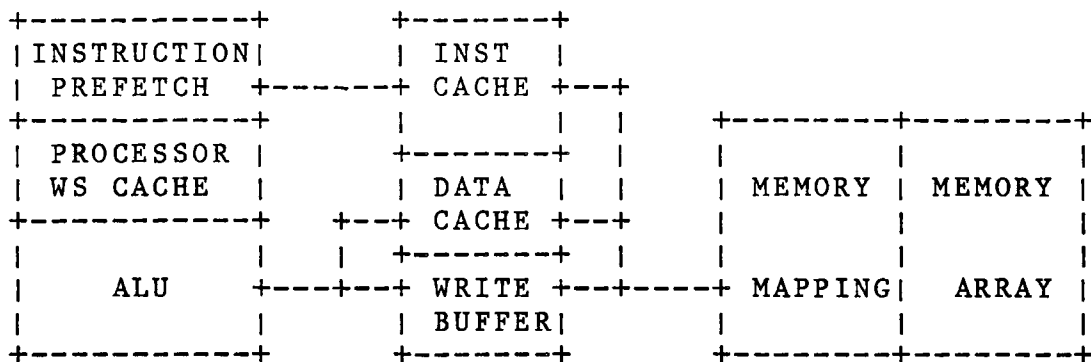 INSTRUCTION
PREFETCH
INST
CACHE
PROCESSOR
WS CACHE
DATA
CACHE
MEMORY
MEMORY
ALU
WRITE
BUFFER
MAPPING
ARRAY